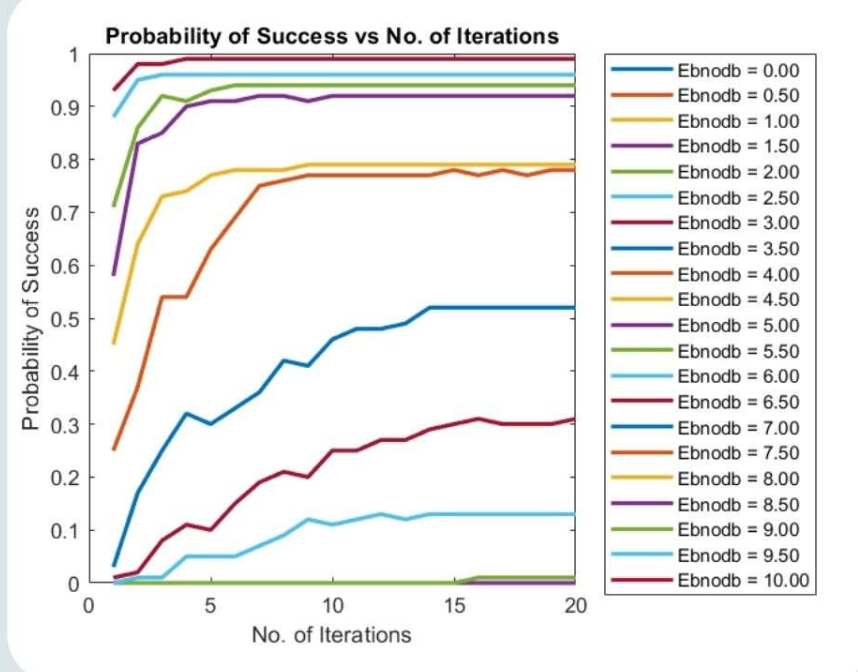 Probability of Success vs No. of Iterations
1
0.9
0.8
0.7
0.6
0.5
0.4
0.3
0.2
0.1
0
Probability of Success
0 5 10 15 20
No. of Iterations
Ebnodb = 0.00
Ebnodb = 0.50
Ebnodb = 1.00
Ebnodb = 1.50
Ebnodb = 2.00
Ebnodb = 2.50
Ebnodb = 3.00
Ebnodb = 3.50
Ebnodb = 4.00
Ebnodb = 4.50
Ebnodb = 5.00
Ebnodb = 5.50
Ebnodb = 6.00
Ebnodb = 6.50
Ebnodb = 7.00
Ebnodb = 7.50
Ebnodb = 8.00
Ebnodb = 8.50
Ebnodb = 9.00
Ebnodb = 9.50
Ebnodb = 10.00